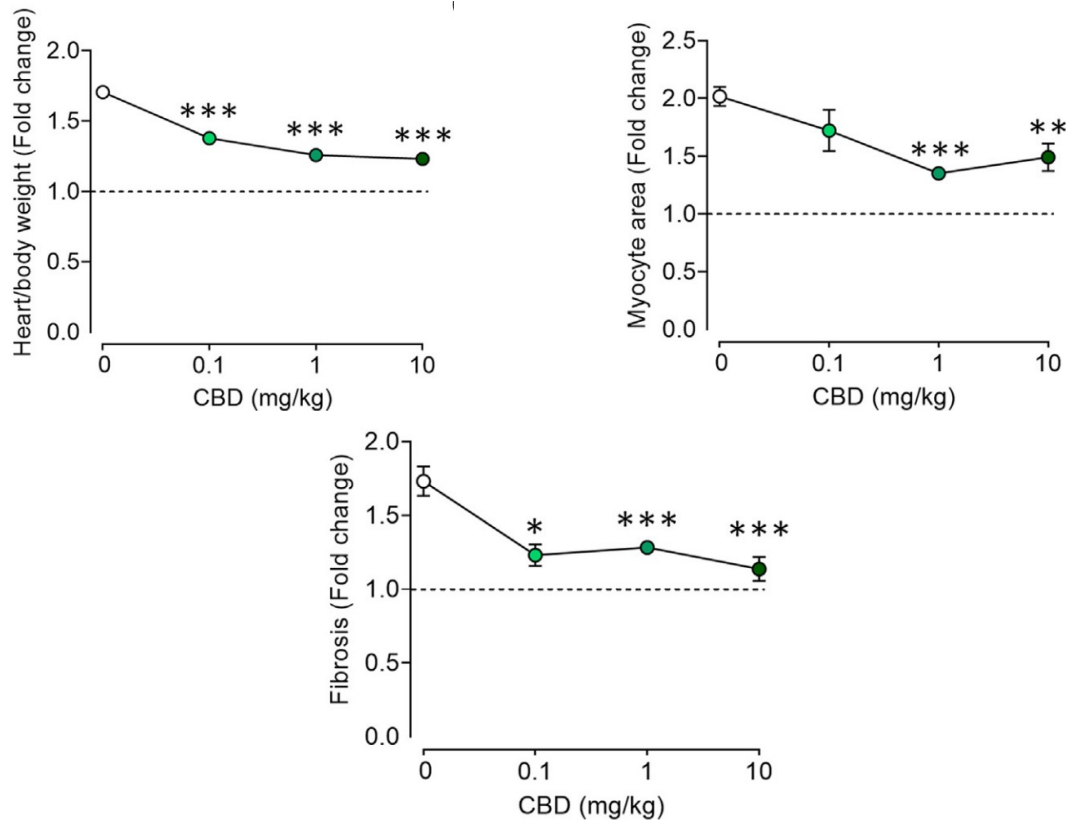 Heart/body weight (Fold change)
2.0
1.5
1.0
0.5
0.0
***
***
***
0 0.1 1 10
CBD (mg/kg)
Myocyte area (Fold change)
2.5
2.0
1.5
1.0
0.5
0.0
***
**
0 0.1 1 10
CBD (mg/kg)
Fibrosis (Fold change)
2.0
1.5
1.0
0.5
0.0
*
***
***
0 0.1 1 10
CBD (mg/kg)